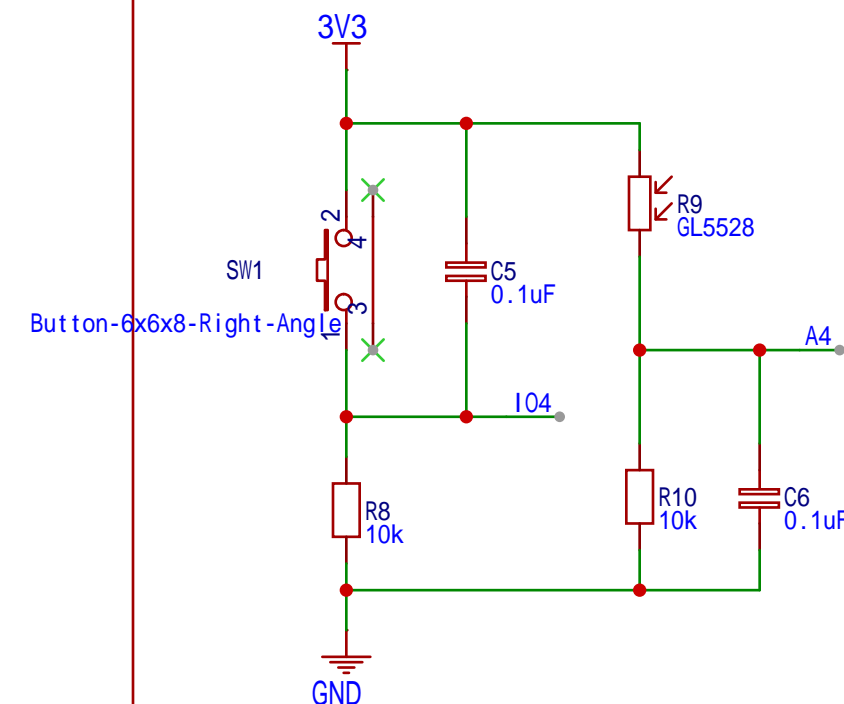 3V3
R9
GL5528
2
4
SW1
C5
0.1uF
Button-6x6x8-Right-Angle
3
1
A4
IO4
R8
10k
R10
10k
C6
0.1uF
GND